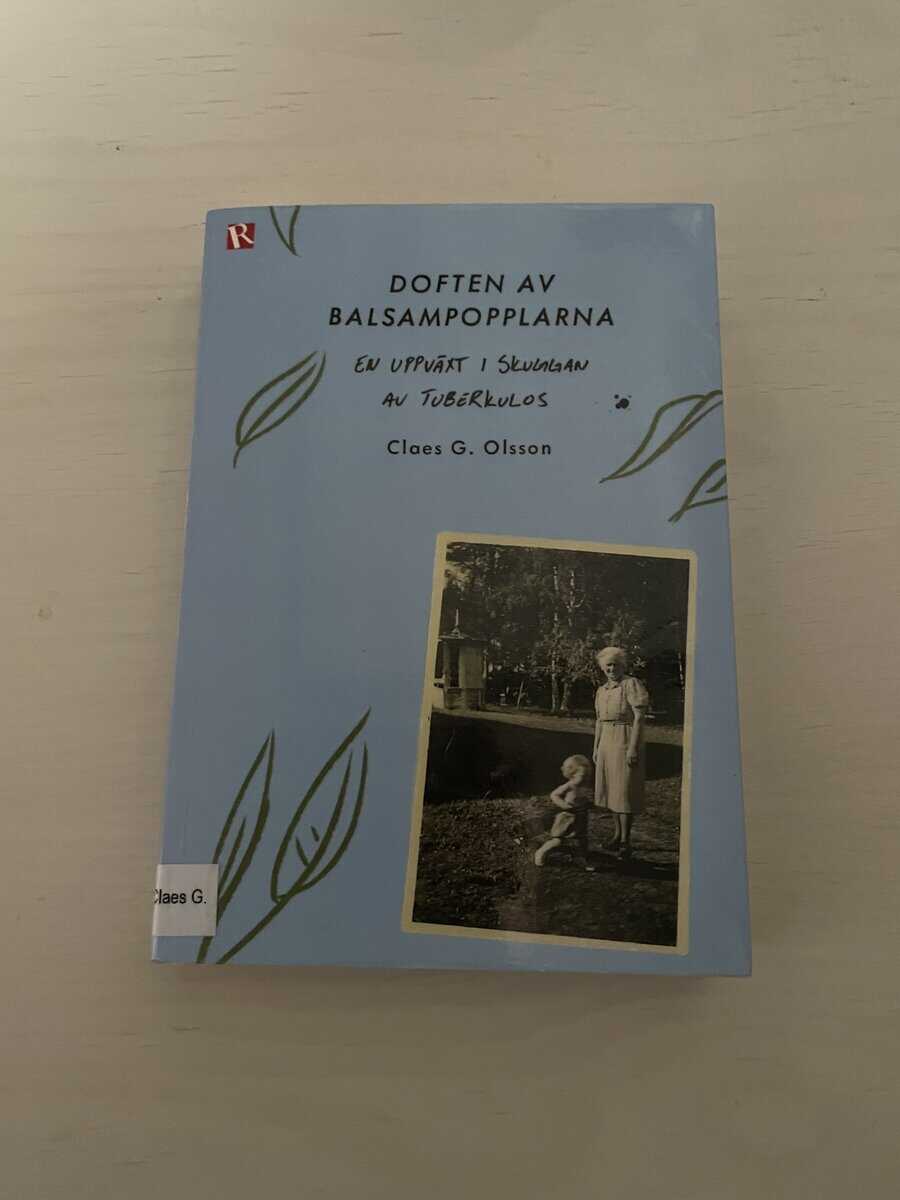 R
DOFTEN AV
BALSAMPOPPLARNA
EN UPPVÄXT I SKUGGAN
AV TUBERKULOS
Claes G. Olsson
Claes G.